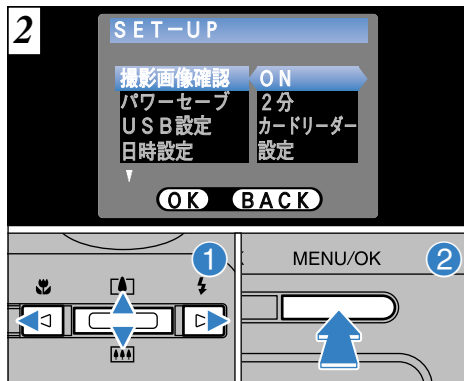 2
SET-UP
撮影画像確認 ON
パワーセーブ 2分
USB設定 カードリーダー
日時設定 設定
OK BACK
1
MENU/OK 2